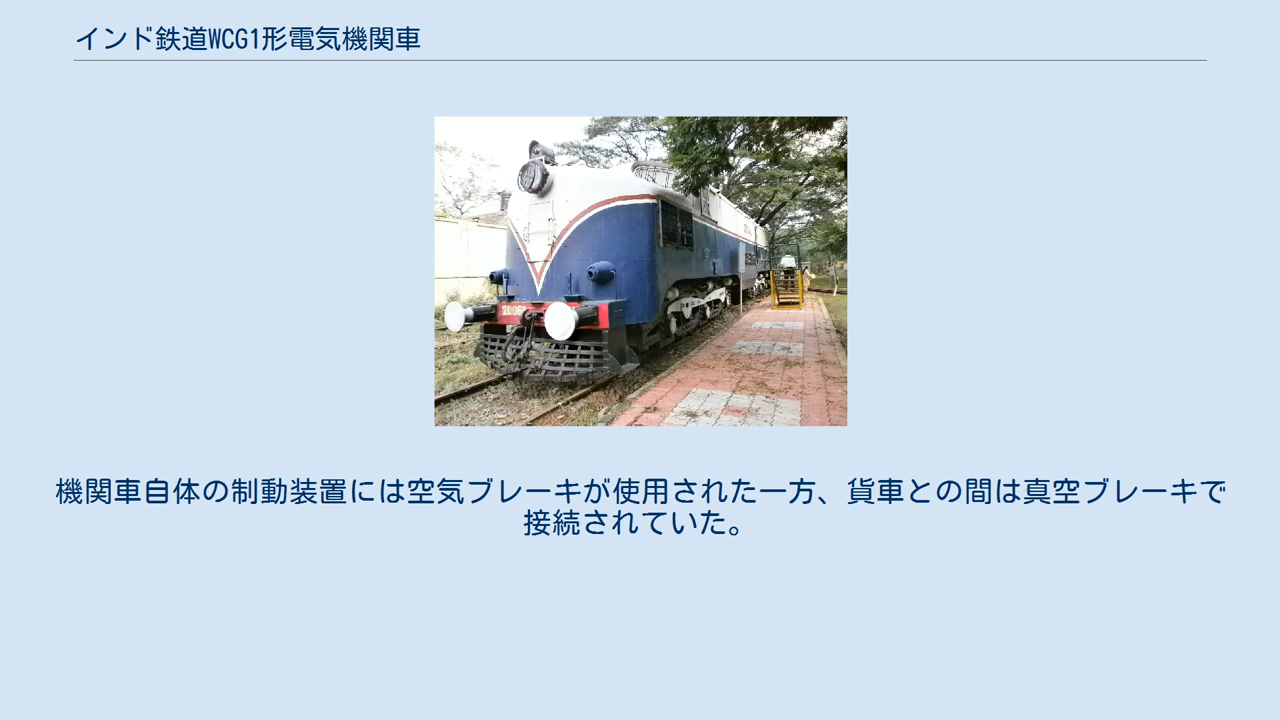 インド鉄道WCG1形電気機関車
機関車自体の制動装置には空気ブレーキが使用された一方、貨車との間は真空ブレーキで
接続されていた。